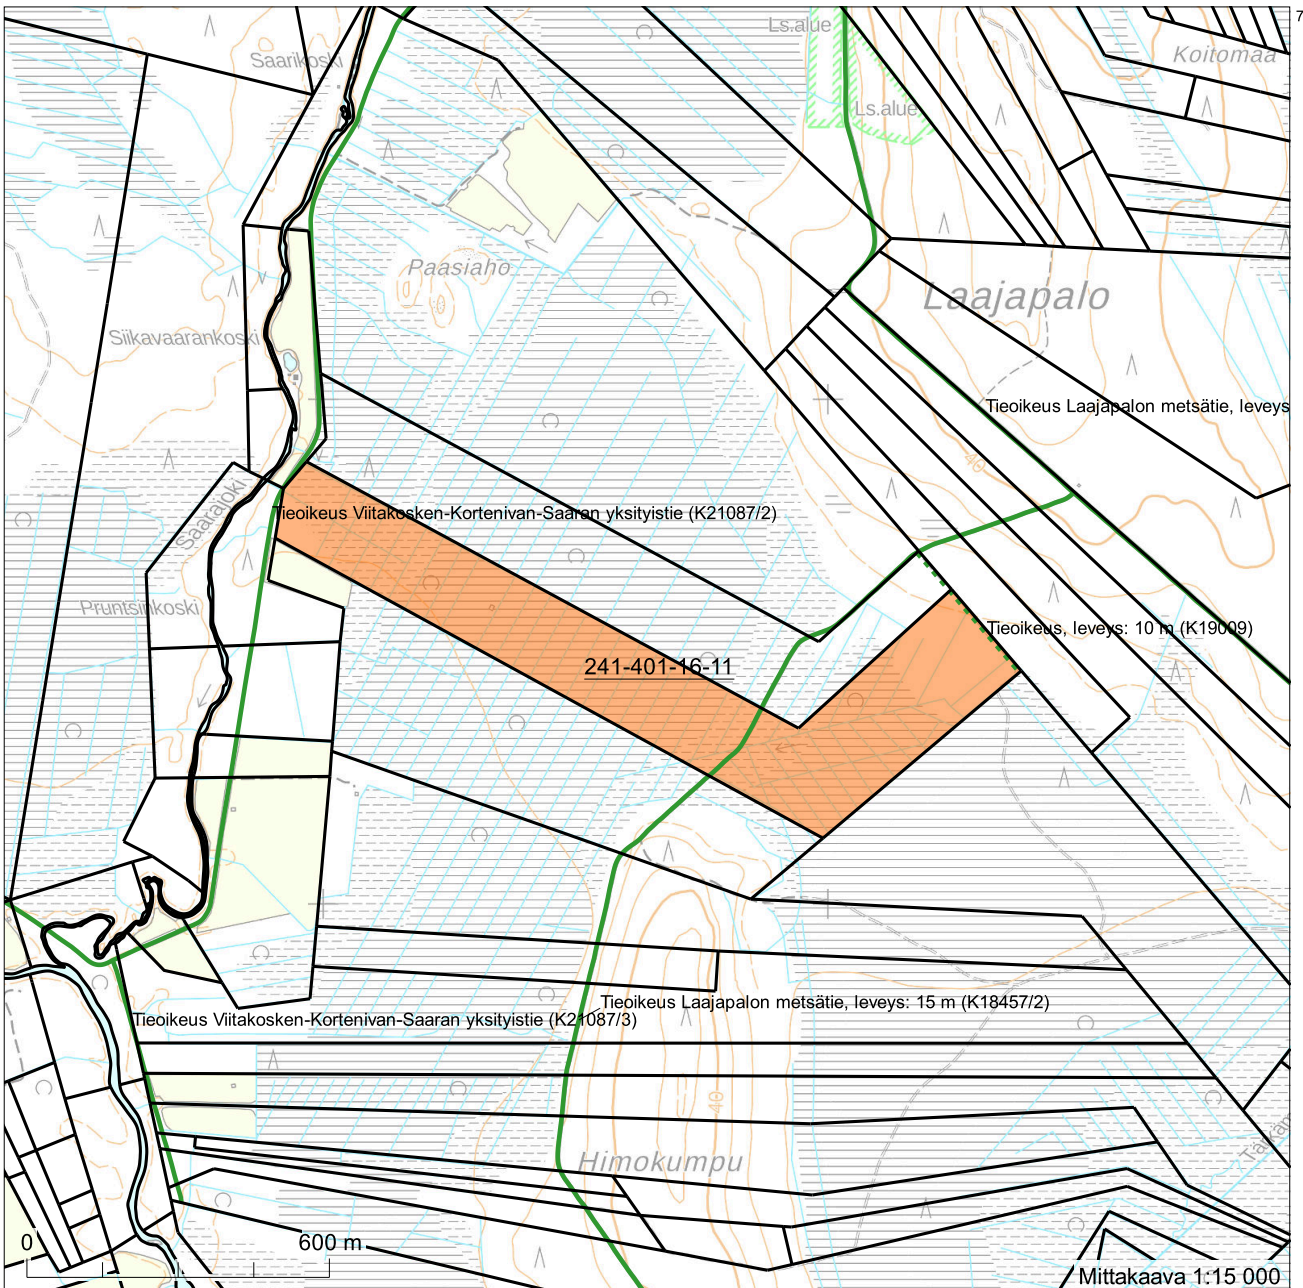 7
Ls.alue
Koitomaa
Saarikoski
Ls.alue
Paasiaho
Laajapalo
Siikavaarankoski
Tieoikeus Laajapalon metsätie, leveys
40
Saarajoki
Tieoikeus Viitakosken-Kortenivan-Saaran yksityistie (K21087/2)
Pruntsinkoski
Tieoikeus, leveys: 10 m (K19009)
241-401-16-11
Tieoikeus Laajapalon metsätie, leveys: 15 m (K18457/2)
Tieoikeus Viitakosken-Kortenivan-Saaran yksityistie (K21087/3)
40
Himokumpu
0
600 m
Mittakaava 1:15 000